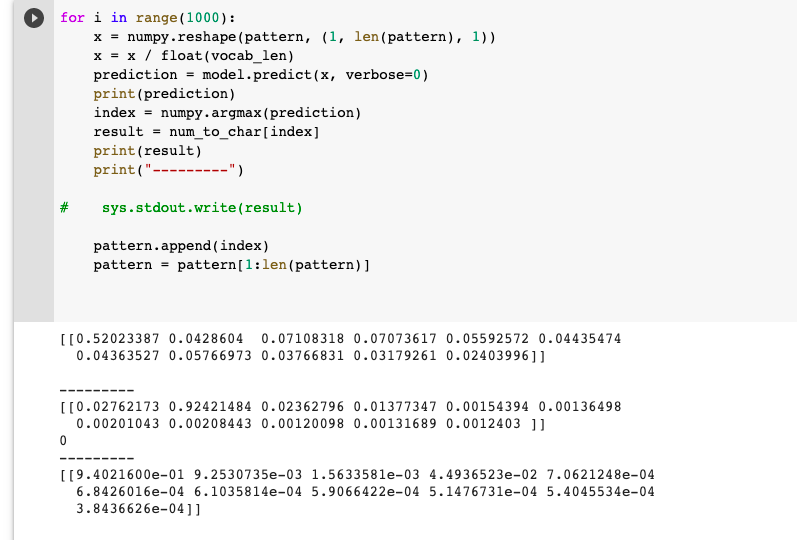 for i in range(1000):
    x = numpy.reshape(pattern, (1, len(pattern), 1))
    x = x / float(vocab_len)
    prediction = model.predict(x, verbose=0)
    print(prediction)
    index = numpy.argmax(prediction)
    result = num_to_char[index]
    print(result)
    print("---------")
#    sys.stdout.write(result)
    pattern.append(index)
    pattern = pattern[1:len(pattern)]
[[0.52023387 0.0428604  0.07108318 0.07073617 0.05592572 0.04435474
  0.04363527 0.05766973 0.03766831 0.03179261 0.02403996]]
---------
[[0.02762173 0.92421484 0.02362796 0.01377347 0.00154394 0.00136498
  0.00201043 0.00208443 0.00120098 0.00131689 0.0012403 ]]
0
---------
[[9.4021600e-01 9.2530735e-03 1.5633581e-03 4.4936523e-02 7.0621248e-04
  6.8426016e-04 6.1035814e-04 5.9066422e-04 5.1476731e-04 5.4045534e-04
  3.8436626e-04]]